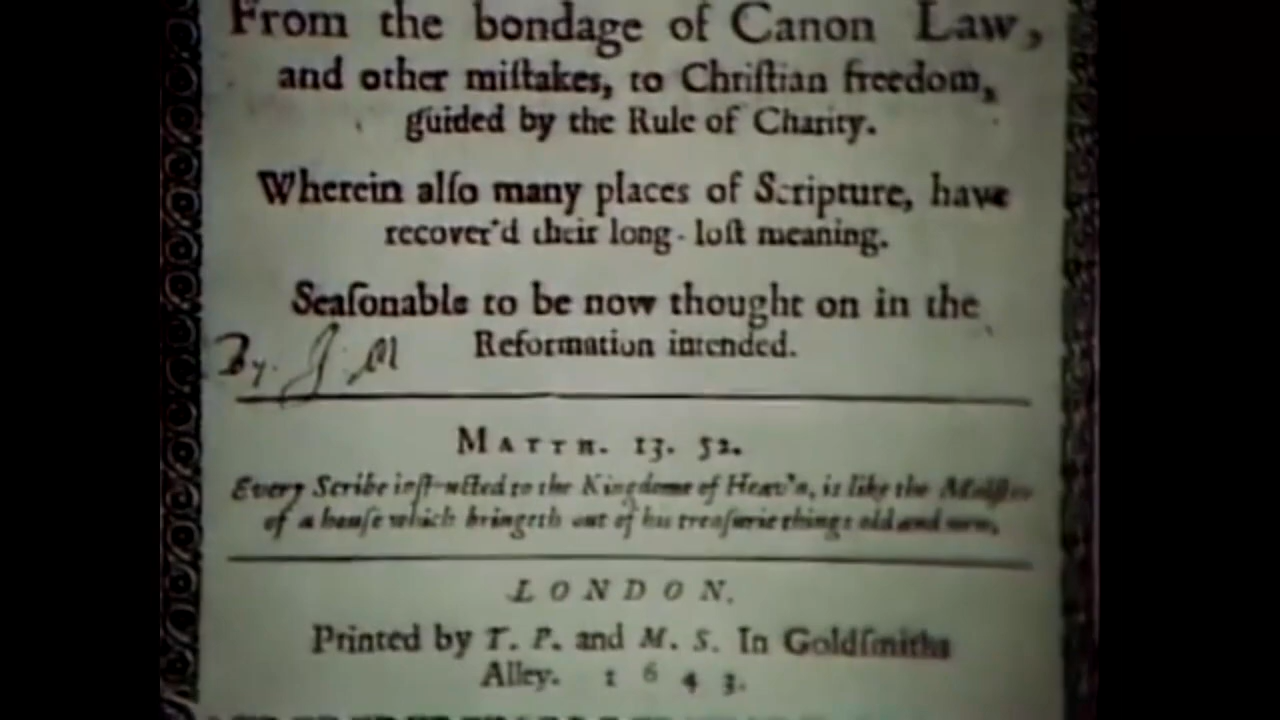 From the bondage of Canon Law,
and other miſtakes, to Chriſtian freedom,
guided by the Rule of Charity.
Wherein alſo many places of Scripture, have
recover'd their long-loſt meaning.
Seaſonable to be now thought on in the
Reformation intended.
By. J. M
MATTH. 13. 52.
Every Scribe inſtructed to the Kingdome of Heav'n, is like the Maiſter
of a houſe which bringeth out of his treaſurie things old and new.
LONDON.
Printed by T. P. and M. S. In Goldſmiths
Alley. 1643.